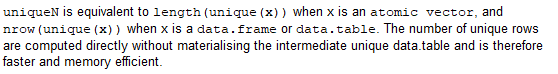 uniqueN is equivalent to length(unique(x)) when x is an atomic vector, and
nrow(unique(x)) when x is a data.frame or data.table. The number of unique rows
are computed directly without materialising the intermediate unique data.table and is therefore
faster and memory efficient.